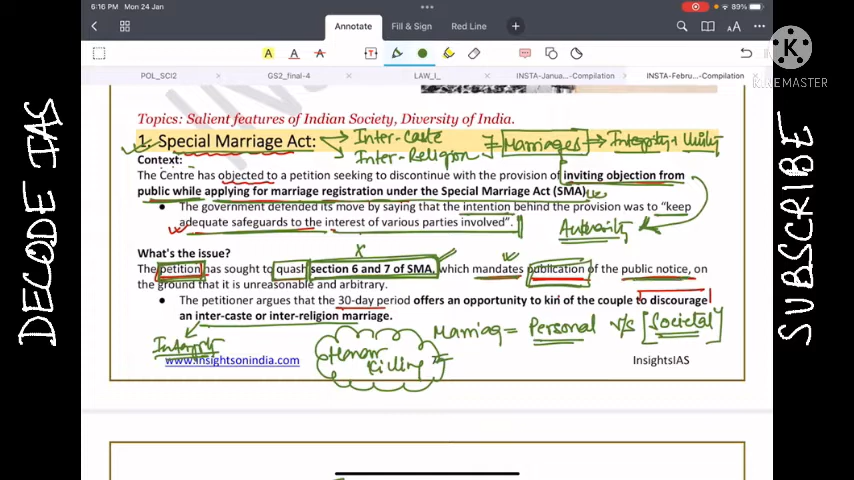 6:16 PM Mon 24 Jan
89%
Annotate Fill & Sign Red Line
AA
POL_SCI2 GS2_final-4 LAW_I_ INSTA-Janua...-Compilation INSTA-Febru...-Compilation
KINEMASTER
DECODE IAS
SUBSCRIBE
Topics: Salient features of Indian Society, Diversity of India.
1. Special Marriage Act: Inter-Caste
Inter-Religion = Marriages Integrity + Unity
Context:
The Centre has objected to a petition seeking to discontinue with the provision of inviting objection from
public while applying for marriage registration under the Special Marriage Act (SMA).
• The government defended its move by saying that the intention behind the provision was to “keep
adequate safeguards to the interest of various parties involved”.
Authority
What's the issue?
X
The petition has sought to quash section 6 and 7 of SMA, which mandates publication of the public notice, on
the ground that it is unreasonable and arbitrary.
• The petitioner argues that the 30-day period offers an opportunity to kin of the couple to discourage
an inter-caste or inter-religion marriage.
= Personal v/s [Societal]
Honor
Killing
www.insightsonindia.com InsightsIAS